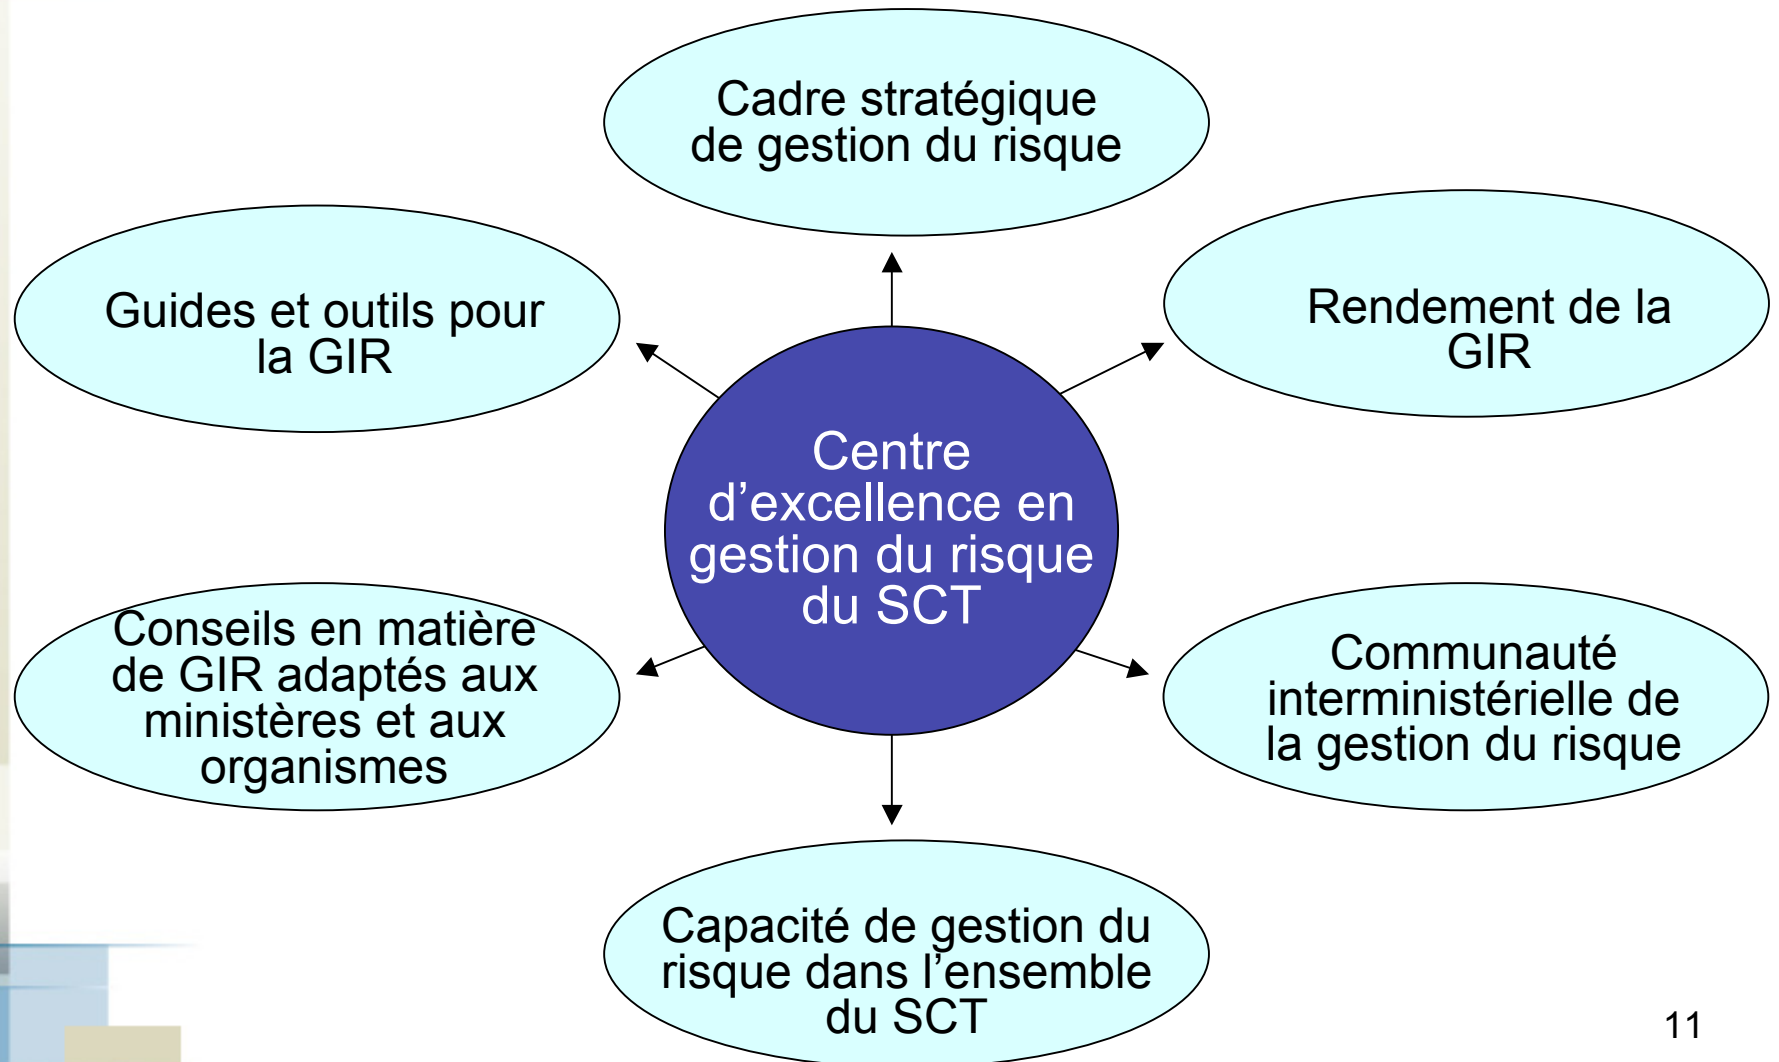 Cadre stratégique
de gestion du risque
Guides et outils pour
la GIR
Rendement de la
GIR
Centre
d’excellence en
gestion du risque
du SCT
Conseils en matière
de GIR adaptés aux
ministères et aux
organismes
Communauté
interministérielle de
la gestion du risque
Capacité de gestion du
risque dans l’ensemble
du SCT
11